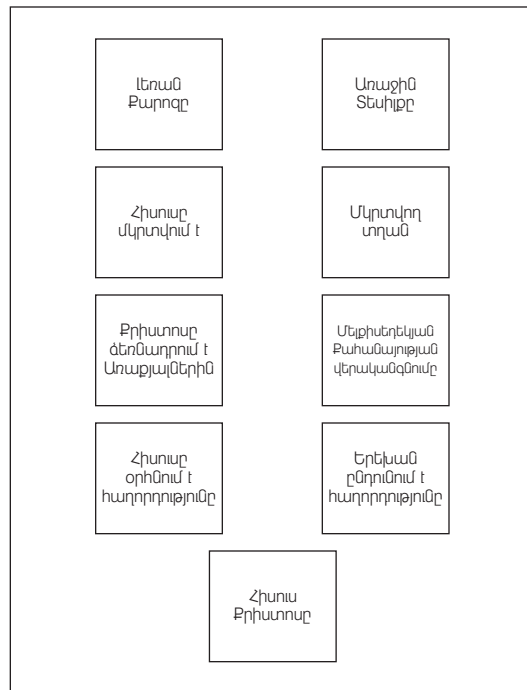 Լեռան
Քարոզը
Առաջին
Տեսիլքը
Հիսուսը
մկրտվում է
Մկրտվող
տղան
Քրիստոսը
ձեռնադրում է
Առաքյալներին
Մելքիսեդեկյան
Քահանայության
վերականգնումը
Հիսուսը
օրհնում է
հաղորդությունը
Երեխան
ընդունում է
հաղորդությունը
Հիսուս
Քրիստոսը